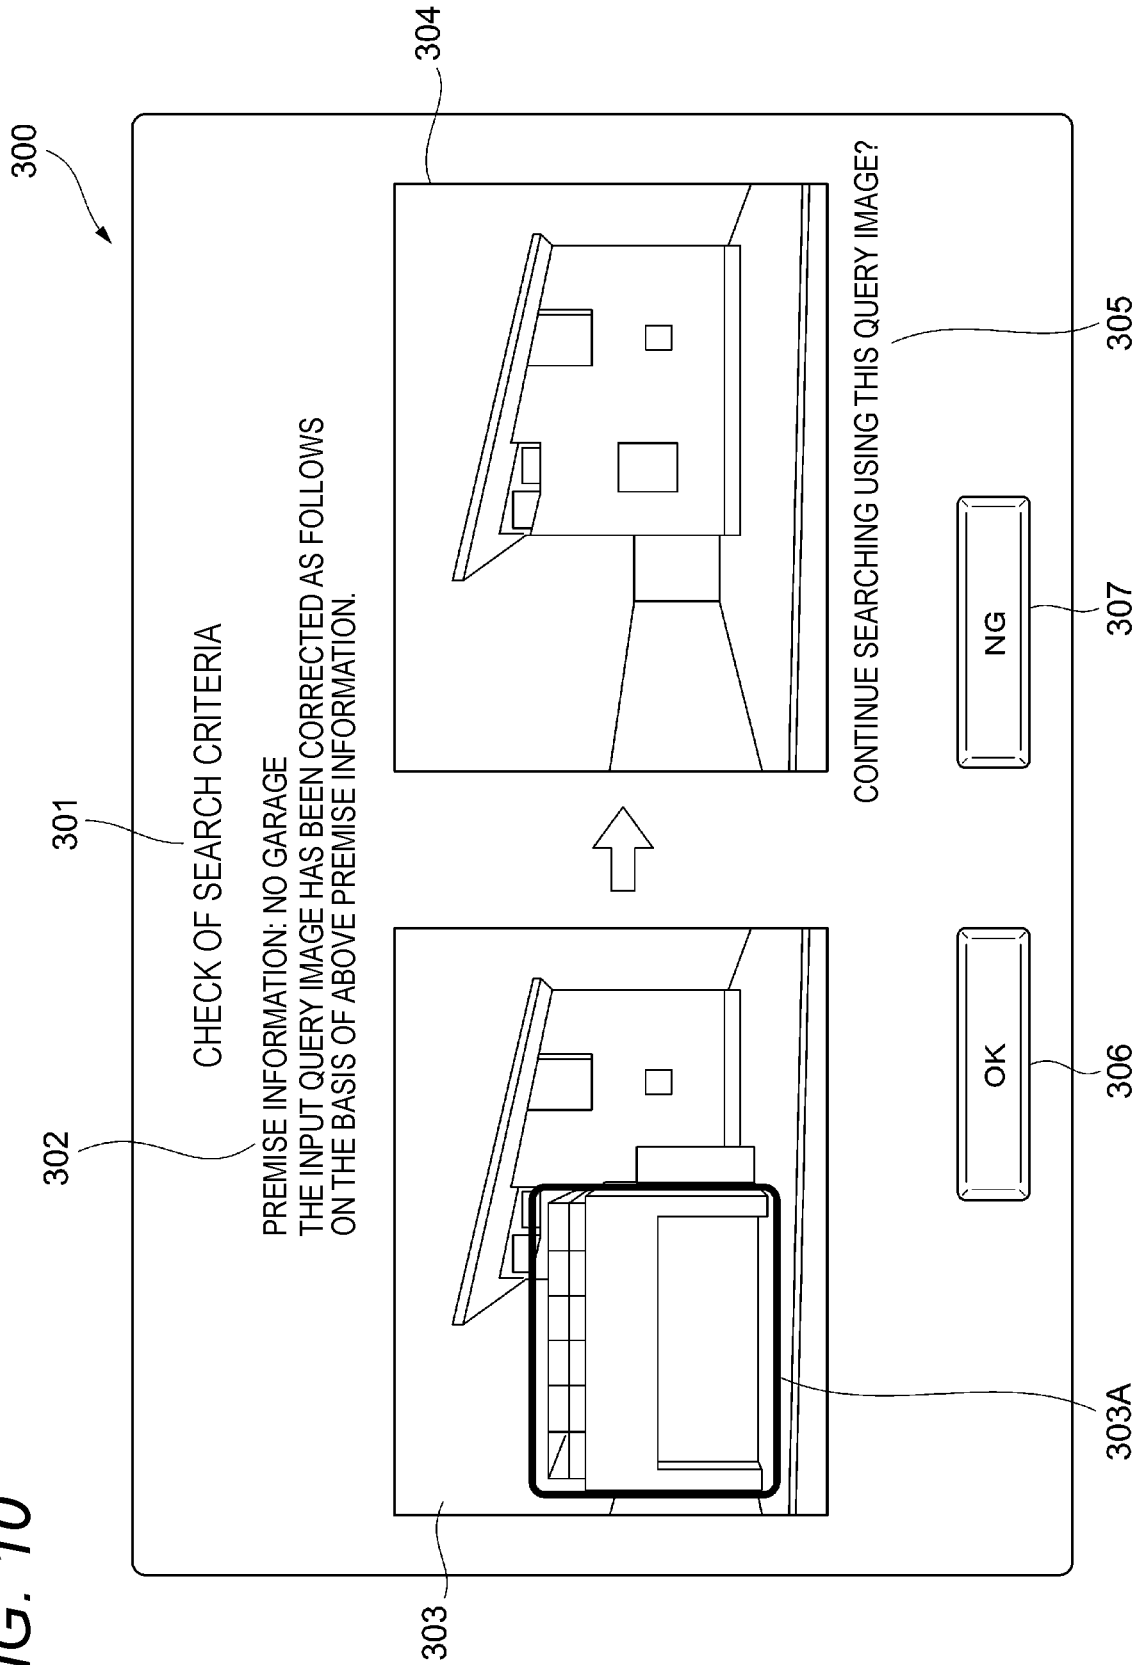 IG. 10
300
301
CHECK OF SEARCH CRITERIA
302
PREMISE INFORMATION: NO GARAGE
THE INPUT QUERY IMAGE HAS BEEN CORRECTED AS FOLLOWS
ON THE BASIS OF ABOVE PREMISE INFORMATION.
303
304
303A
CONTINUE SEARCHING USING THIS QUERY IMAGE?
305
OK
NG
306
307